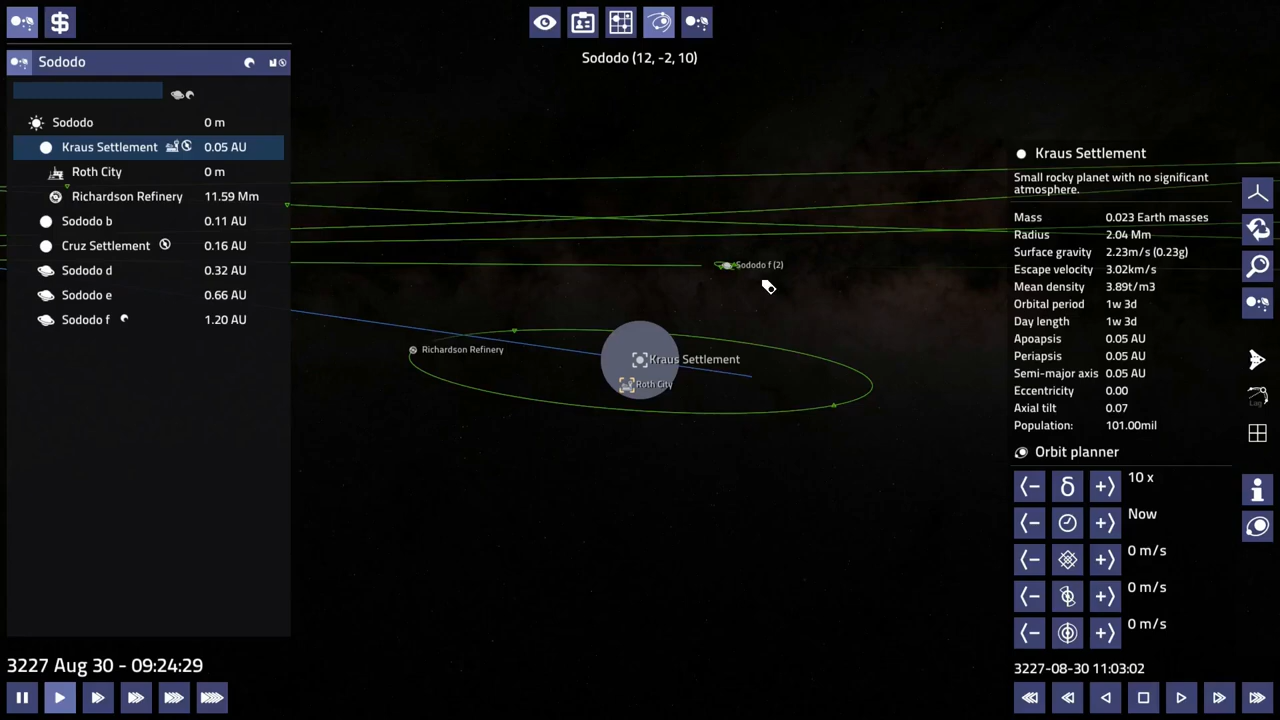 $
Sododo (12, -2, 10)
Sododo
Sododo 0 m
Kraus Settlement 0.05 AU
Roth City 0 m
Richardson Refinery 11.59 Mm
Sododo b 0.11 AU
Cruz Settlement 0.16 AU
Sododo d 0.32 AU
Sododo e 0.66 AU
Sododo f 1.20 AU
Sododo f (2)
Richardson Refinery
Kraus Settlement
Roth City
Kraus Settlement
Small rocky planet with no significant
atmosphere.
Mass 0.023 Earth masses
Radius 2.04 Mm
Surface gravity 2.23m/s (0.23g)
Escape velocity 3.02km/s
Mean density 3.89t/m3
Orbital period 1w 3d
Day length 1w 3d
Apoapsis 0.05 AU
Periapsis 0.05 AU
Semi-major axis 0.05 AU
Eccentricity 0.00
Axial tilt 0.07
Population: 101.00mil
Lag
Orbit planner
(- δ +) 10 x
(- +) Now
(- +) 0 m/s
(- +) 0 m/s
(- +) 0 m/s
3227 Aug 30 - 09:24:29
3227-08-30 11:03:02